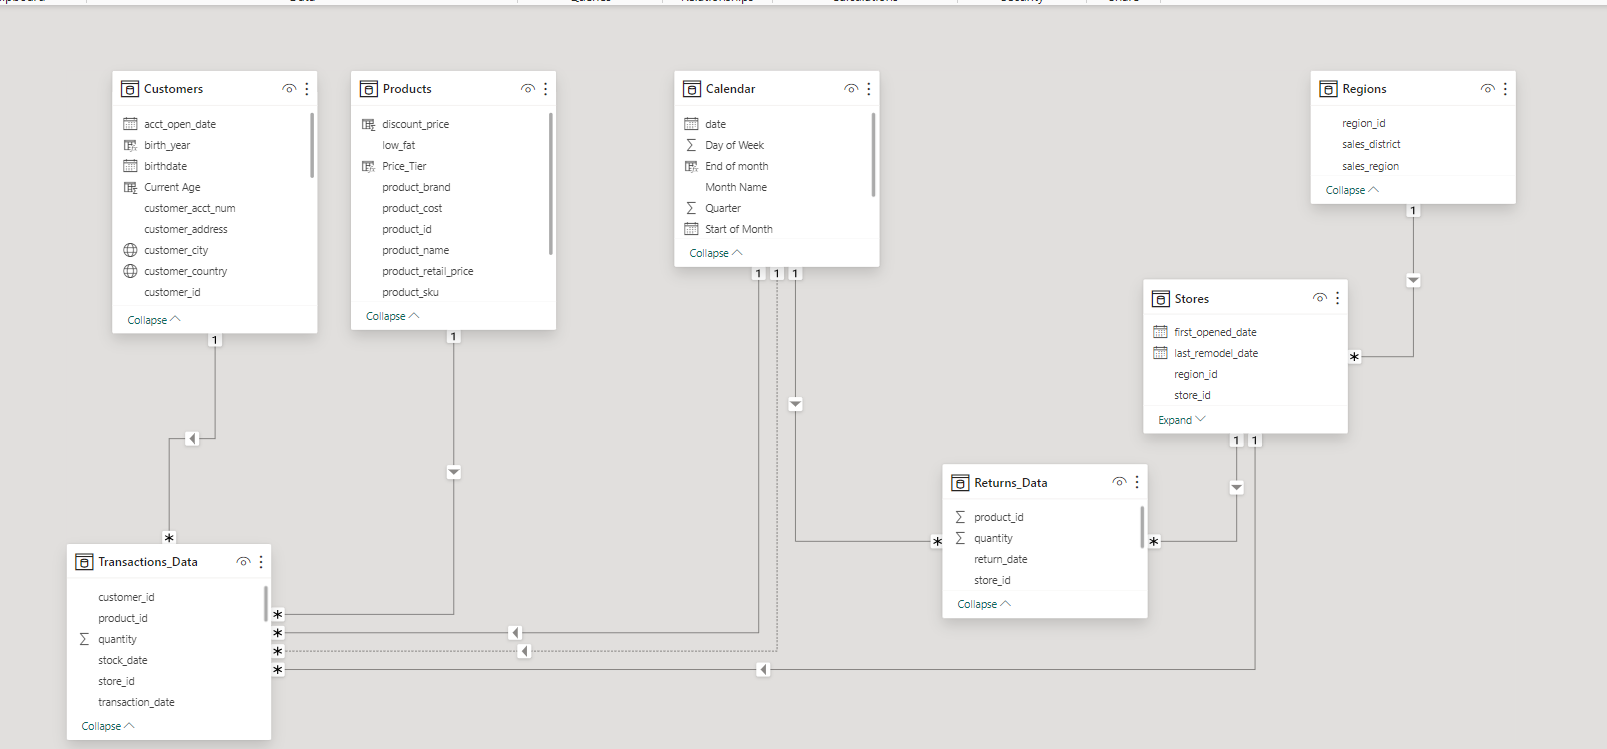 Customers
acct_open_date
birth_year
birthdate
Current Age
customer_acct_num
customer_address
customer_city
customer_country
customer_id
Collapse
1
Products
discount_price
low_fat
Price_Tier
product_brand
product_cost
product_id
product_name
product_retail_price
product_sku
Collapse
1
Calendar
date
Day of Week
End of month
Month Name
Quarter
Start of Month
Collapse
1 1 1
Regions
region_id
sales_district
sales_region
Collapse
1
Stores
first_opened_date
last_remodel_date
region_id
store_id
Expand
*
1 1
Returns_Data
product_id
quantity
return_date
store_id
Collapse
*
*
*
Transactions_Data
customer_id
product_id
quantity
stock_date
store_id
transaction_date
Collapse
*
*
*
*